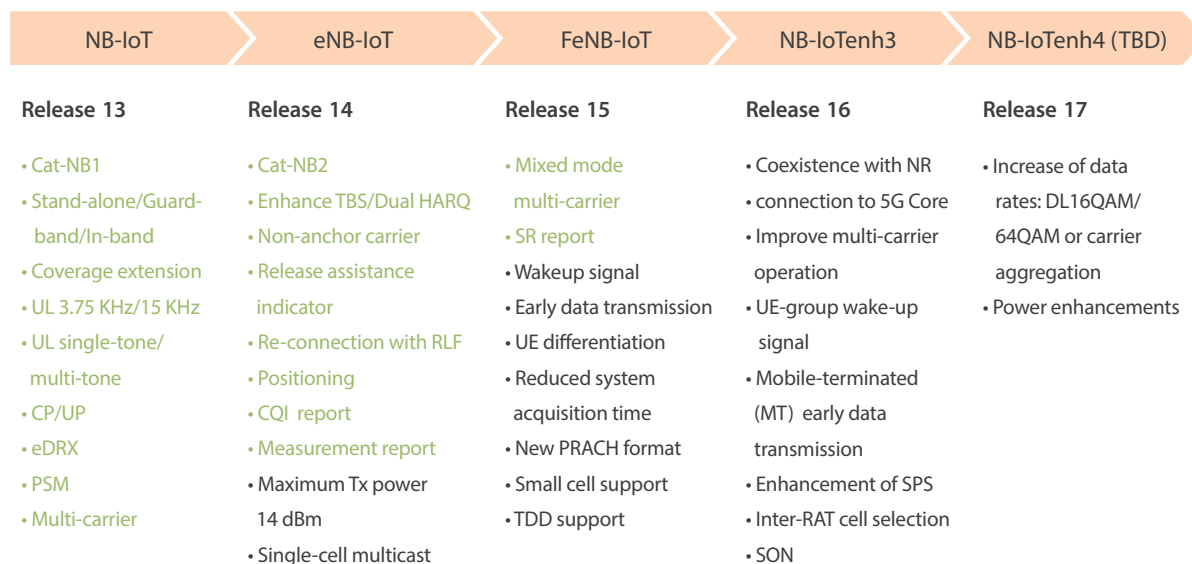 NB-IoT
eNB-IoT
FeNB-IoT
NB-IoTenh3
NB-IoTenh4 (TBD)
Release 13
• Cat-NB1
• Stand-alone/Guard-
band/In-band
• Coverage extension
• UL 3.75 KHz/15 KHz
• UL single-tone/
multi-tone
• CP/UP
• eDRX
• PSM
• Multi-carrier
Release 14
• Cat-NB2
• Enhance TBS/Dual HARQ
• Non-anchor carrier
• Release assistance
indicator
• Re-connection with RLF
• Positioning
• CQI report
• Measurement report
• Maximum Tx power
14 dBm
• Single-cell multicast
Release 15
• Mixed mode
multi-carrier
• SR report
• Wakeup signal
• Early data transmission
• UE differentiation
• Reduced system
acquisition time
• New PRACH format
• Small cell support
• TDD support
Release 16
• Coexistence with NR
• connection to 5G Core
• Improve multi-carrier
operation
• UE-group wake-up
signal
• Mobile-terminated
(MT) early data
transmission
• Enhancement of SPS
• Inter-RAT cell selection
• SON
Release 17
• Increase of data
rates: DL16QAM/
64QAM or carrier
aggregation
• Power enhancements